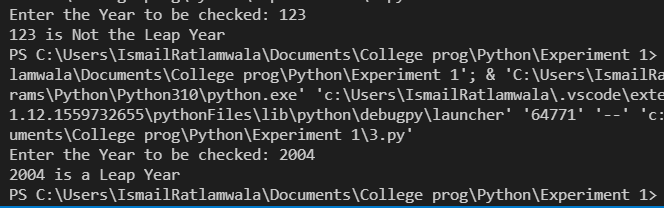 Enter the Year to be checked: 123
123 is Not the Leap Year
PS C:\Users\IsmailRatlamwala\Documents\College prog\Python\Experiment 1>
lamwala\Documents\College prog\Python\Experiment 1'; & 'C:\Users\IsmailRa
rams\Python\Python310\python.exe' 'c:\Users\IsmailRatlamwala\.vscode\exte
1.12.1559732655\pythonFiles\lib\python\debugpy\launcher' '64771' '--' 'c:
uments\College prog\Python\Experiment 1\3.py'
Enter the Year to be checked: 2004
2004 is a Leap Year
PS C:\Users\IsmailRatlamwala\Documents\College prog\Python\Experiment 1>